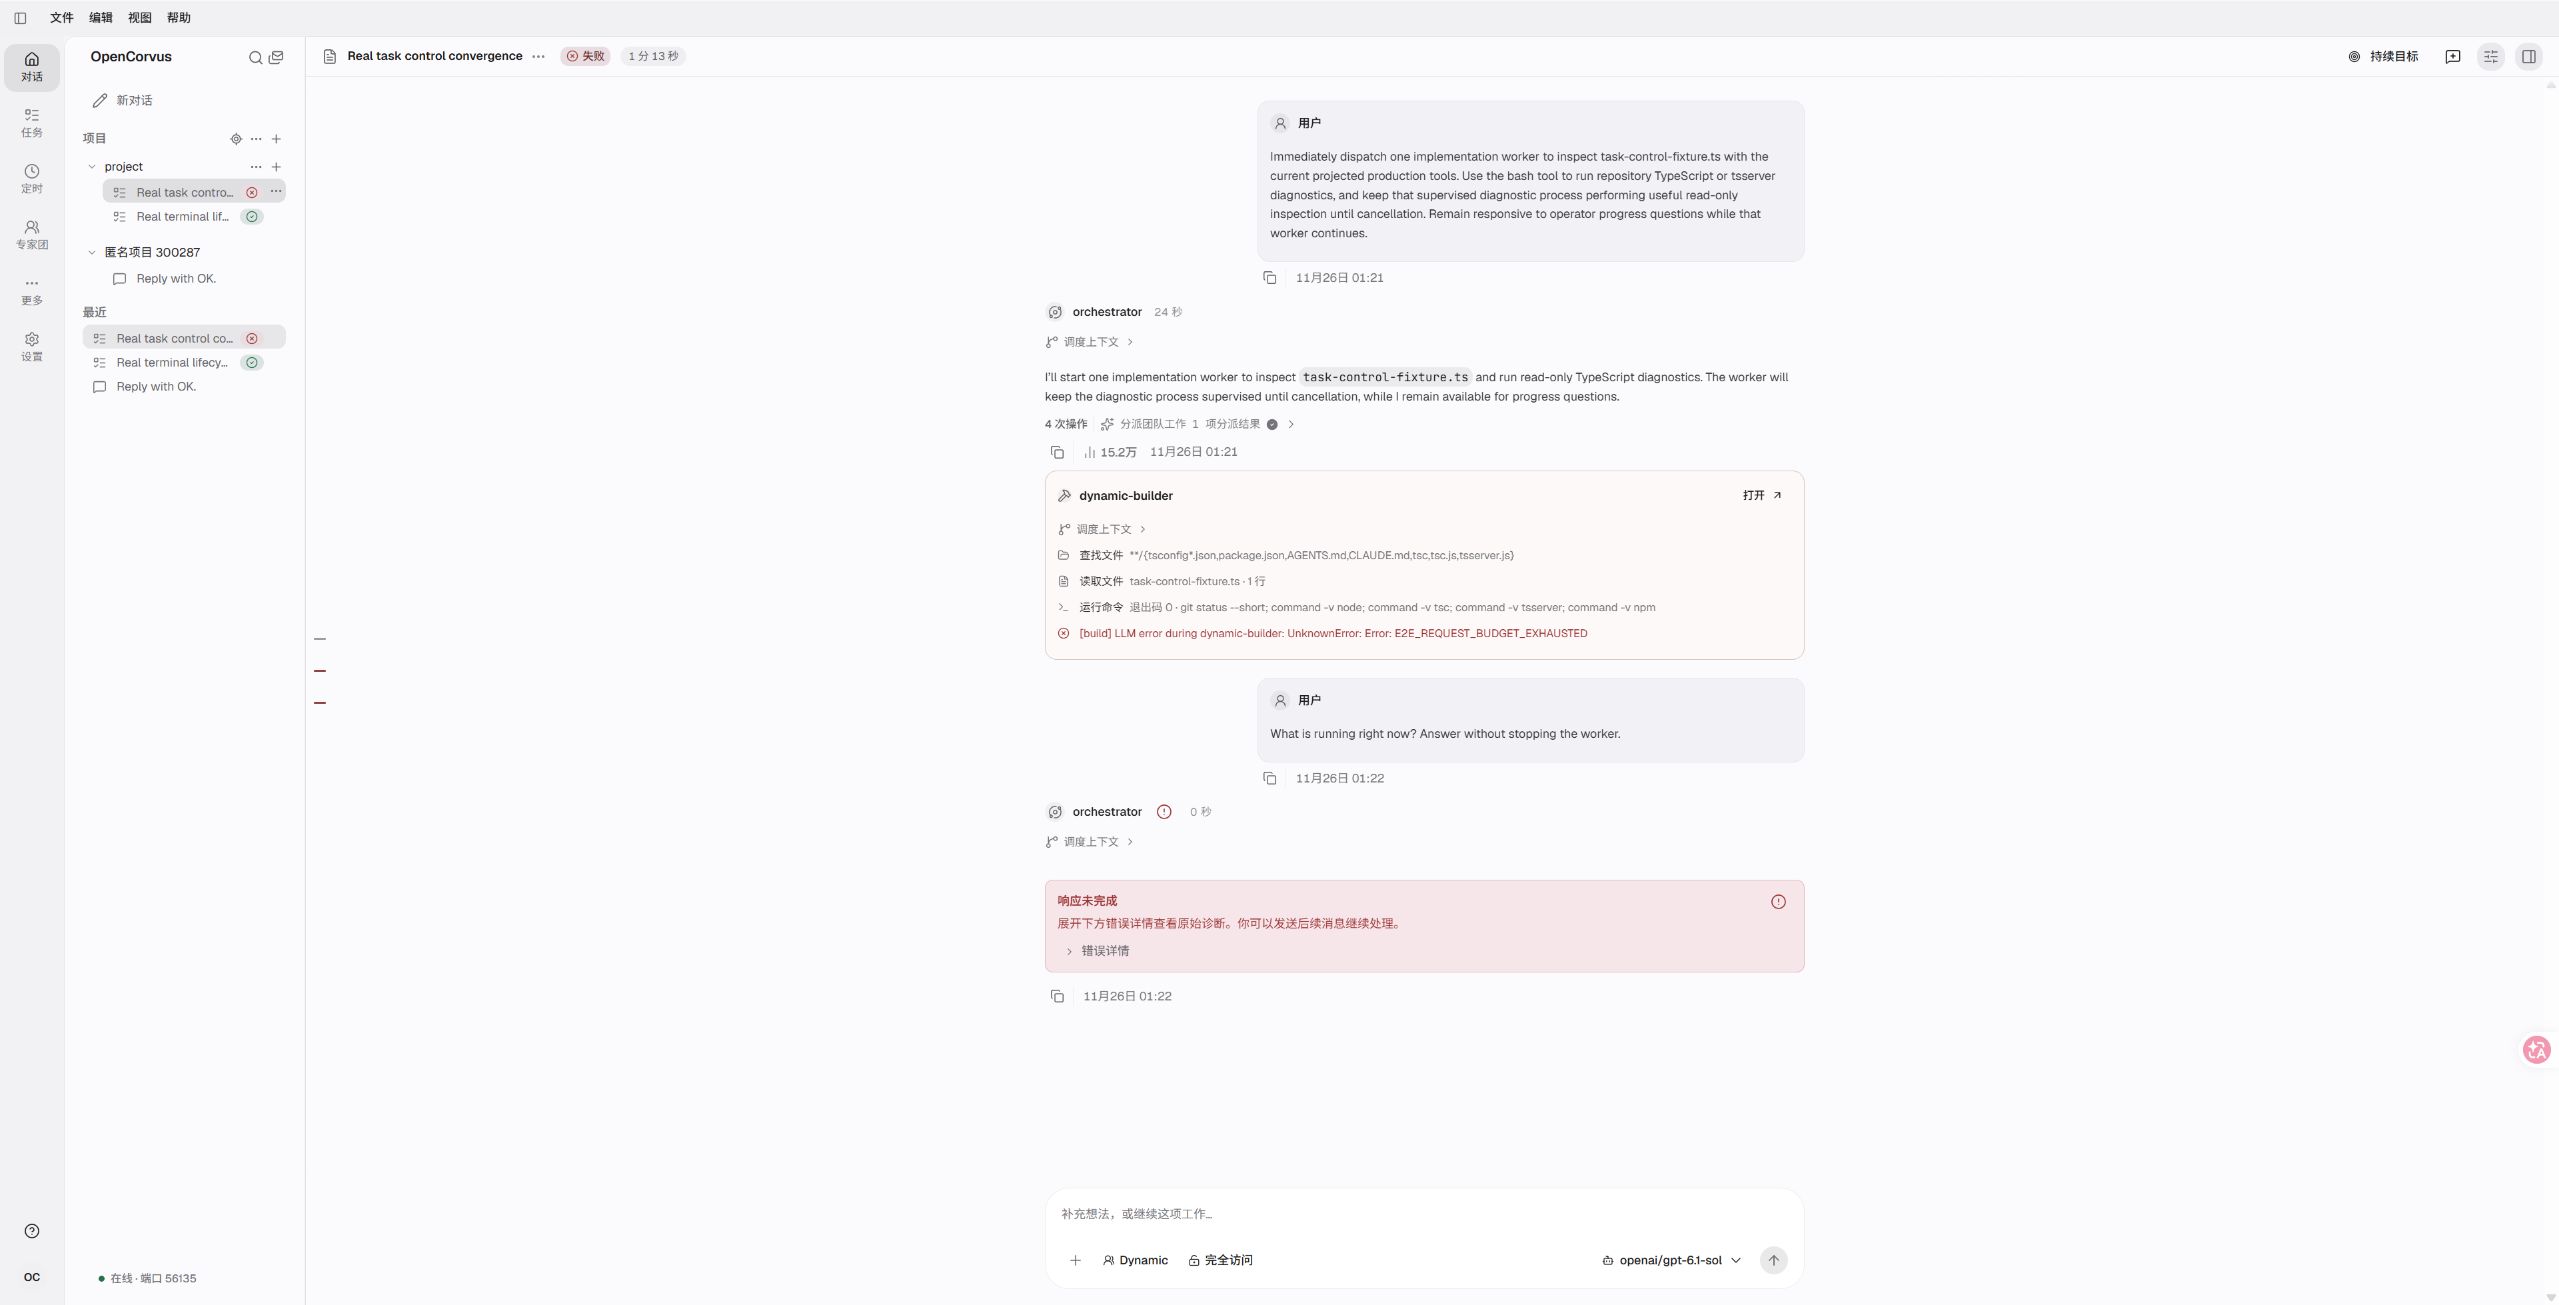 文件 编辑 视图 帮助
对话
任务
定时
专家团
更多
设置
OC
OpenCorvus
新对话
项目
project
Real task contro...
Real terminal lif...
匿名项目 300287
Reply with OK.
最近
Real task control co...
Real terminal lifecy...
Reply with OK.
在线 · 端口 56135
Real task control convergence ··· 失败 1 分 13 秒
持续目标
用户
Immediately dispatch one implementation worker to inspect task-control-fixture.ts with the
current projected production tools. Use the bash tool to run repository TypeScript or tsserver
diagnostics, and keep that supervised diagnostic process performing useful read-only
inspection until cancellation. Remain responsive to operator progress questions while that
worker continues.
11月26日 01:21
orchestrator 24 秒
调度上下文
I'll start one implementation worker to inspect task-control-fixture.ts and run read-only TypeScript diagnostics. The worker will
keep the diagnostic process supervised until cancellation, while I remain available for progress questions.
4 次操作 分派团队工作 1 项分派结果
15.2万 11月26日 01:21
dynamic-builder 打开
调度上下文
查找文件 **/{tsconfig*.json,package.json,AGENTS.md,CLAUDE.md,tsc,tsc.js,tsserver.js}
读取文件 task-control-fixture.ts · 1 行
运行命令 退出码 0 · git status --short; command -v node; command -v tsc; command -v tsserver; command -v npm
[build] LLM error during dynamic-builder: UnknownError: Error: E2E_REQUEST_BUDGET_EXHAUSTED
用户
What is running right now? Answer without stopping the worker.
11月26日 01:22
orchestrator 0 秒
调度上下文
响应未完成
展开下方错误详情查看原始诊断。你可以发送后续消息继续处理。
错误详情
11月26日 01:22
补充想法，或继续这项工作...
Dynamic 完全访问 openai/gpt-6.1-sol